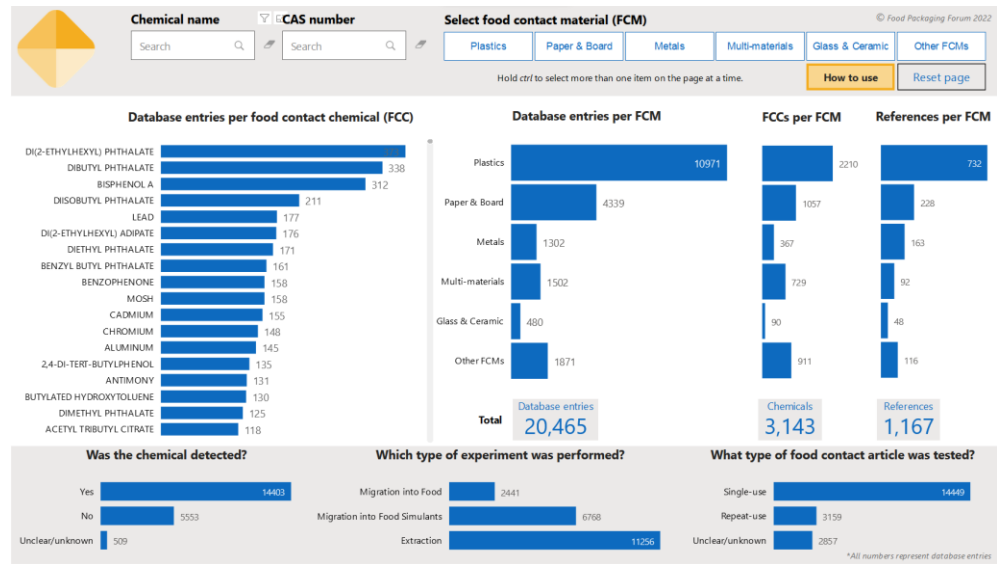 Chemical name
CAS number
Select food contact material (FCM)
© Food Packaging Forum 2022
Search
Search
Plastics
Paper & Board
Metals
Multi-materials
Glass & Ceramic
Other FCMs
Hold ctrl to select more than one item on the page at a time.
How to use
Reset page
Database entries per food contact chemical (FCC)
DI(2-ETHYLHEXYL) PHTHALATE
DIBUTYL PHTHALATE 338
BISPHENOL A 312
DIISOBUTYL PHTHALATE 211
LEAD 177
DI(2-ETHYLHEXYL) ADIPATE 176
DIETHYL PHTHALATE 171
BENZYL BUTYL PHTHALATE 161
BENZOPHENONE 158
MOSH 158
CADMIUM 155
CHROMIUM 148
ALUMINUM 145
2,4-DI-TERT-BUTYLPHENOL 135
ANTIMONY 131
BUTYLATED HYDROXYTOLUENE 130
DIMETHYL PHTHALATE 125
ACETYL TRIBUTYL CITRATE 118
Database entries per FCM
FCCs per FCM
References per FCM
Plastics 10971 2210 732
Paper & Board 4339 1057 228
Metals 1302 367 163
Multi-materials 1502 729 92
Glass & Ceramic 480 90 48
Other FCMs 1871 911 116
Total
Database entries
20,465
Chemicals
3,143
References
1,167
Was the chemical detected?
Yes 14403
No 5553
Unclear/unknown 509
Which type of experiment was performed?
Migration into Food 2441
Migration into Food Simulants 6768
Extraction 11256
What type of food contact article was tested?
Single-use 14449
Repeat-use 3159
Unclear/unknown 2857
*All numbers represent database entries